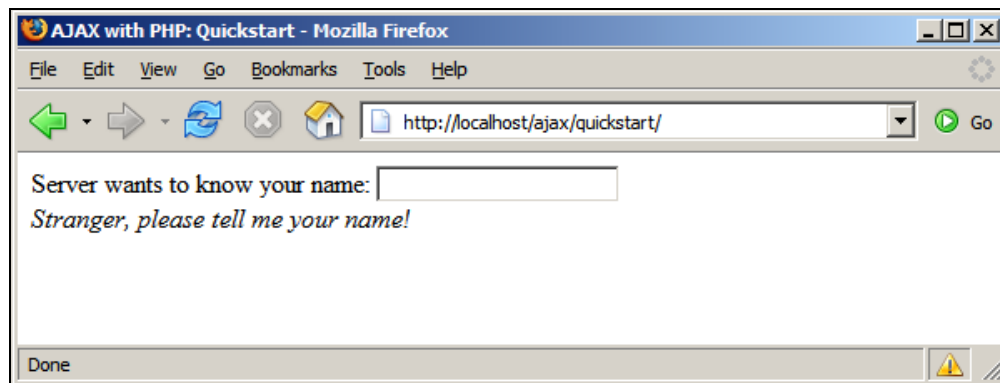 AJAX with PHP: Quickstart - Mozilla Firefox
File Edit View Go Bookmarks Tools Help
http://localhost/ajax/quickstart/ Go
Server wants to know your name:
Stranger, please tell me your name!
Done